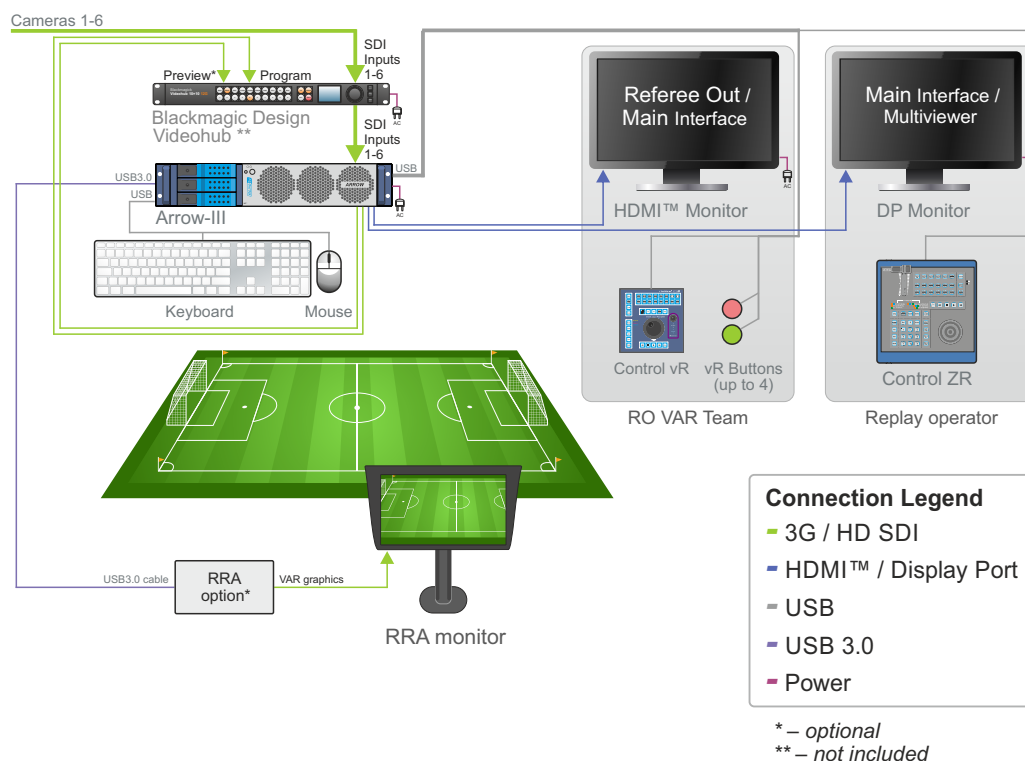 Cameras 1-6
SDI
Inputs
1-6
Preview*
Program
Blackmagic Design
Videohub **
AC
SDI
Inputs
1-6
USB3.0
USB
USB
ARROW
AC
Arrow-III
Keyboard
Mouse
Referee Out /
Main Interface
AC
HDMI™ Monitor
Control vR
vR Buttons
(up to 4)
RO VAR Team
Main Interface /
Multiviewer
DP Monitor
Control ZR
Replay operator
USB3.0 cable
RRA
option*
VAR graphics
RRA monitor
Connection Legend
3G / HD SDI
HDMI™ / Display Port
USB
USB 3.0
Power
* – optional
** – not included